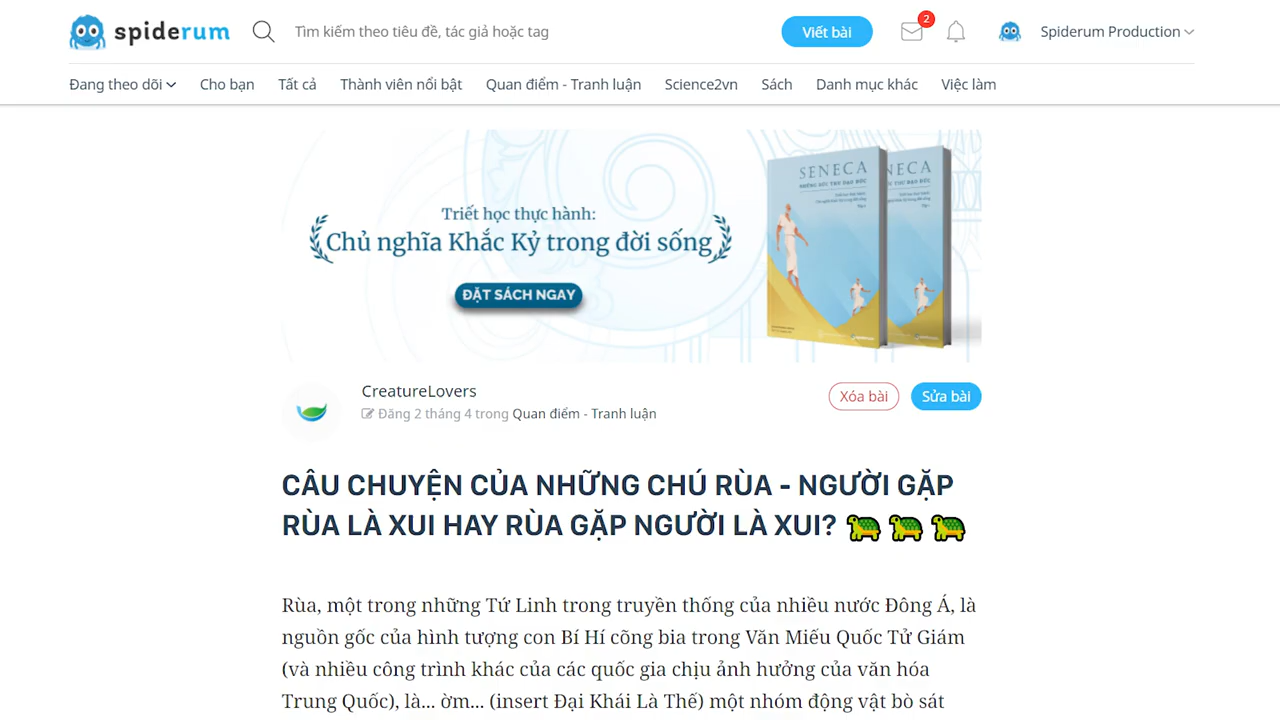 spiderum
Tìm kiếm theo tiêu đề, tác giả hoặc tag
Viết bài
2
Spiderum Production
Đang theo dõi
Cho bạn
Tất cả
Thành viên nổi bật
Quan điểm - Tranh luận
Science2vn
Sách
Danh mục khác
Việc làm
Triết học thực hành:
Chủ nghĩa Khắc Kỷ trong đời sống
ĐẶT SÁCH NGAY
SENECA
NHỮNG BỨC THƯ ĐẠO ĐỨC
CreatureLovers
Đăng 2 tháng 4 trong Quan điểm - Tranh luận
Xóa bài
Sửa bài
CÂU CHUYỆN CỦA NHỮNG CHÚ RÙA - NGƯỜI GẶP
RÙA LÀ XUI HAY RÙA GẶP NGƯỜI LÀ XUI? 🐢 🐢 🐢
Rùa, một trong những Tứ Linh trong truyền thống của nhiều nước Đông Á, là
nguồn gốc của hình tượng con Bí Hí cõng bia trong Văn Miếu Quốc Tử Giám
(và nhiều công trình khác của các quốc gia chịu ảnh hưởng của văn hóa
Trung Quốc), là... ờm... (insert Đại Khái Là Thế) một nhóm động vật bò sát